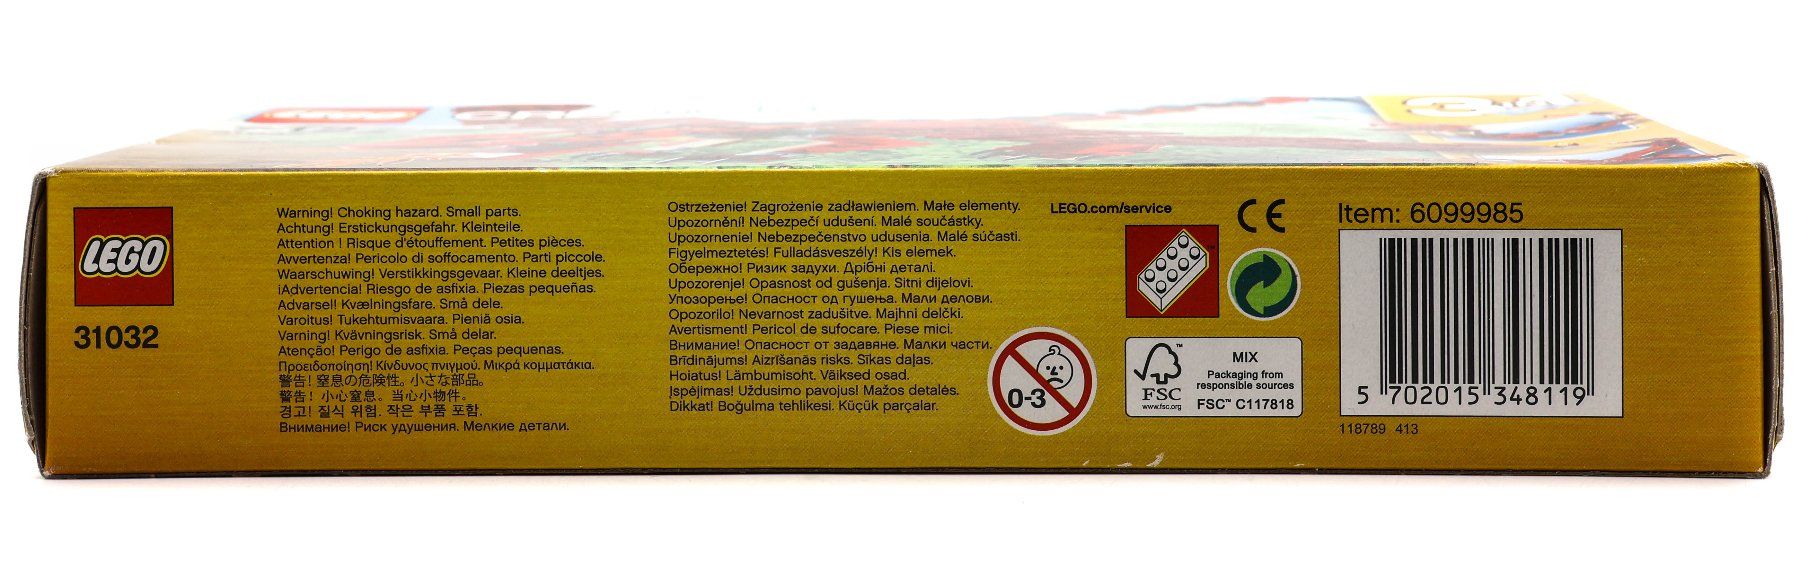 LEGO
31032
Warning! Choking hazard. Small parts.
Achtung! Erstickungsgefahr. Kleinteile.
Attention ! Risque d'étouffement. Petites pièces.
Avvertenza! Pericolo di soffocamento. Parti piccole.
Waarschuwing! Verstikkingsgevaar. Kleine deeltjes.
¡Advertencia! Riesgo de asfixia. Piezas pequeñas.
Advarsel! Kvælningsfare. Små dele.
Varoitus! Tukehtumisvaara. Pieniä osia.
Varning! Kvävningsrisk. Små delar.
Atenção! Perigo de asfixia. Peças pequenas.
Προειδοποίηση! Κίνδυνος πνιγμού. Μικρά κομματάκια.
警告! 窒息の危険性。小さな部品。
警告! 小心窒息。当心小物件。
경고! 질식 위험. 작은 부품 포함.
Внимание! Риск удушения. Мелкие детали.
Ostrzeżenie! Zagrożenie zadławieniem. Małe elementy.
Upozornění! Nebezpečí udušení. Malé součástky.
Upozornenie! Nebezpečenstvo udusenia. Malé súčasti.
Figyelmeztetés! Fulladásveszély! Kis elemek.
Обережно! Ризик задухи. Дрібні деталі.
Upozorenje! Opasnost od gušenja. Sitni dijelovi.
Упозорење! Опасност од гушења. Мали делови.
Opozorilo! Nevarnost zadušitve. Majhni delčki.
Avertisment! Pericol de sufocare. Piese mici.
Внимание! Опасност от задавяне. Малки части.
Brīdinājums! Aizrīšanās risks. Sīkas daļas.
Hoiatus! Lämbumisoht. Väiksed osad.
Įspėjimas! Uždusimo pavojus! Mažos detalės.
Dikkat! Boğulma tehlikesi. Küçük parçalar.
0-3
LEGO.com/service
CE
™
FSC
™
www.fsc.org
MIX
Packaging from
responsible sources
FSC™ C117818
Item: 6099985
5 702015 348119
118789 413